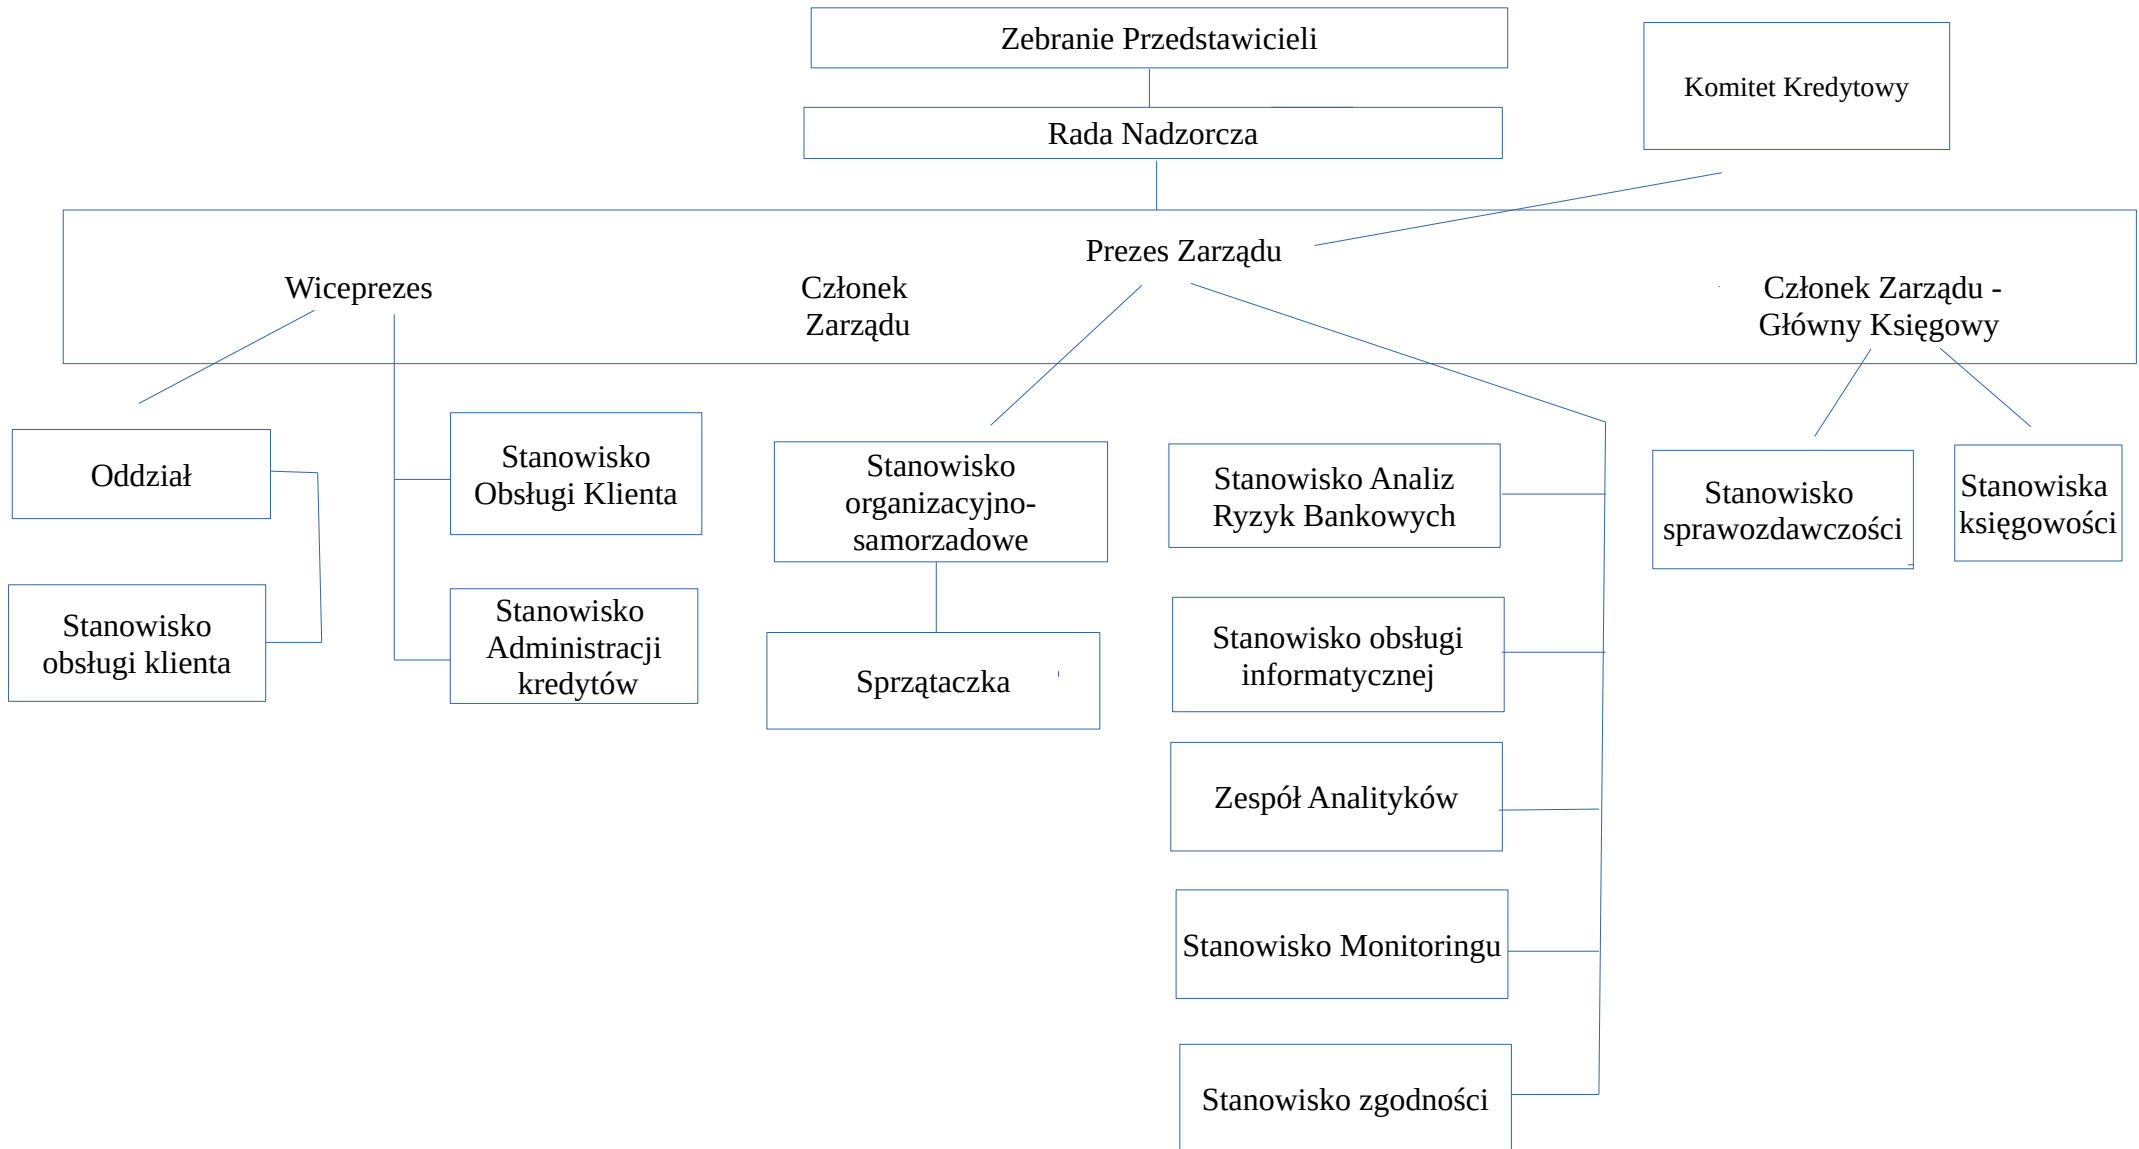 Zebranie Przedstawicieli
Komitet Kredytowy
Rada Nadzorcza
Prezes Zarządu
Wiceprezes
Członek
Zarządu
Członek Zarządu -
Główny Księgowy
Oddział
Stanowisko
Obsługi Klienta
Stanowisko
organizacyjno-
samorzadowe
Stanowisko Analiz
Ryzyk Bankowych
Stanowisko
sprawozdawczości
Stanowiska
księgowości
Stanowisko
obsługi klienta
Stanowisko
Administracji
kredytów
Sprzątaczka
Stanowisko obsługi
informatycznej
Zespół Analityków
Stanowisko Monitoringu
Stanowisko zgodności